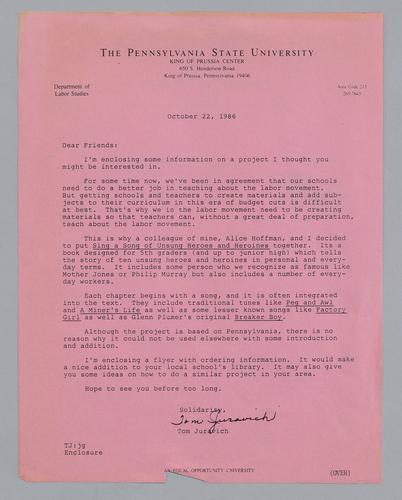 THE PENNSYLVANIA STATE UNIVERSITY
KING OF PRUSSIA CENTER
650 S. Henderson Road
King of Prussia, Pennsylvania 19406
Department of
Labor Studies
Area Code 215
265-7645
October 22, 1986
Dear Friends:
I'm enclosing some information on a project I thought you
might be interested in.
For some time now, we've been in agreement that our schools
need to do a better job in teaching about the labor movement.
But getting schools and teachers to create materials and add sub-
jects to their curriculum in this era of budget cuts is difficult
at best. That's why we in the labor movement need to be creating
materials so that teachers can, without a great deal of preparation,
teach about the labor movement.
This is why a colleague of mine, Alice Hoffman, and I decided
to put Sing a Song of Unsung Heroes and Heroines together. Its a
book designed for 5th graders (and up to junior high) which tells
the story of ten unsung heroes and heroines in personal and every-
day terms. It includes some person who we recognize as famous like
Mother Jones or Philip Murray but also includes a number of every-
day workers.
Each chapter begins with a song, and it is often integrated
into the text. They include traditional tunes like Peg and Awl
and A Miner's Life as well as some lesser known songs like Factory
Girl as well as Glenn Plumer's original Breaker Boy.
Although the project is based on Pennsylvania, there is no
reason why it could not be used elsewhere with some introduction
and addition.
I'm enclosing a flyer with ordering information. It would make
a nice addition to your local school's library. It may also give
you some ideas on how to do a similar project in your area.
Hope to see you before too long.
Solidarity,
Tom Juravich
Tom Juravich
TJ:jg
Enclosure
AN EQUAL OPPORTUNITY UNIVERSITY
(OVER)